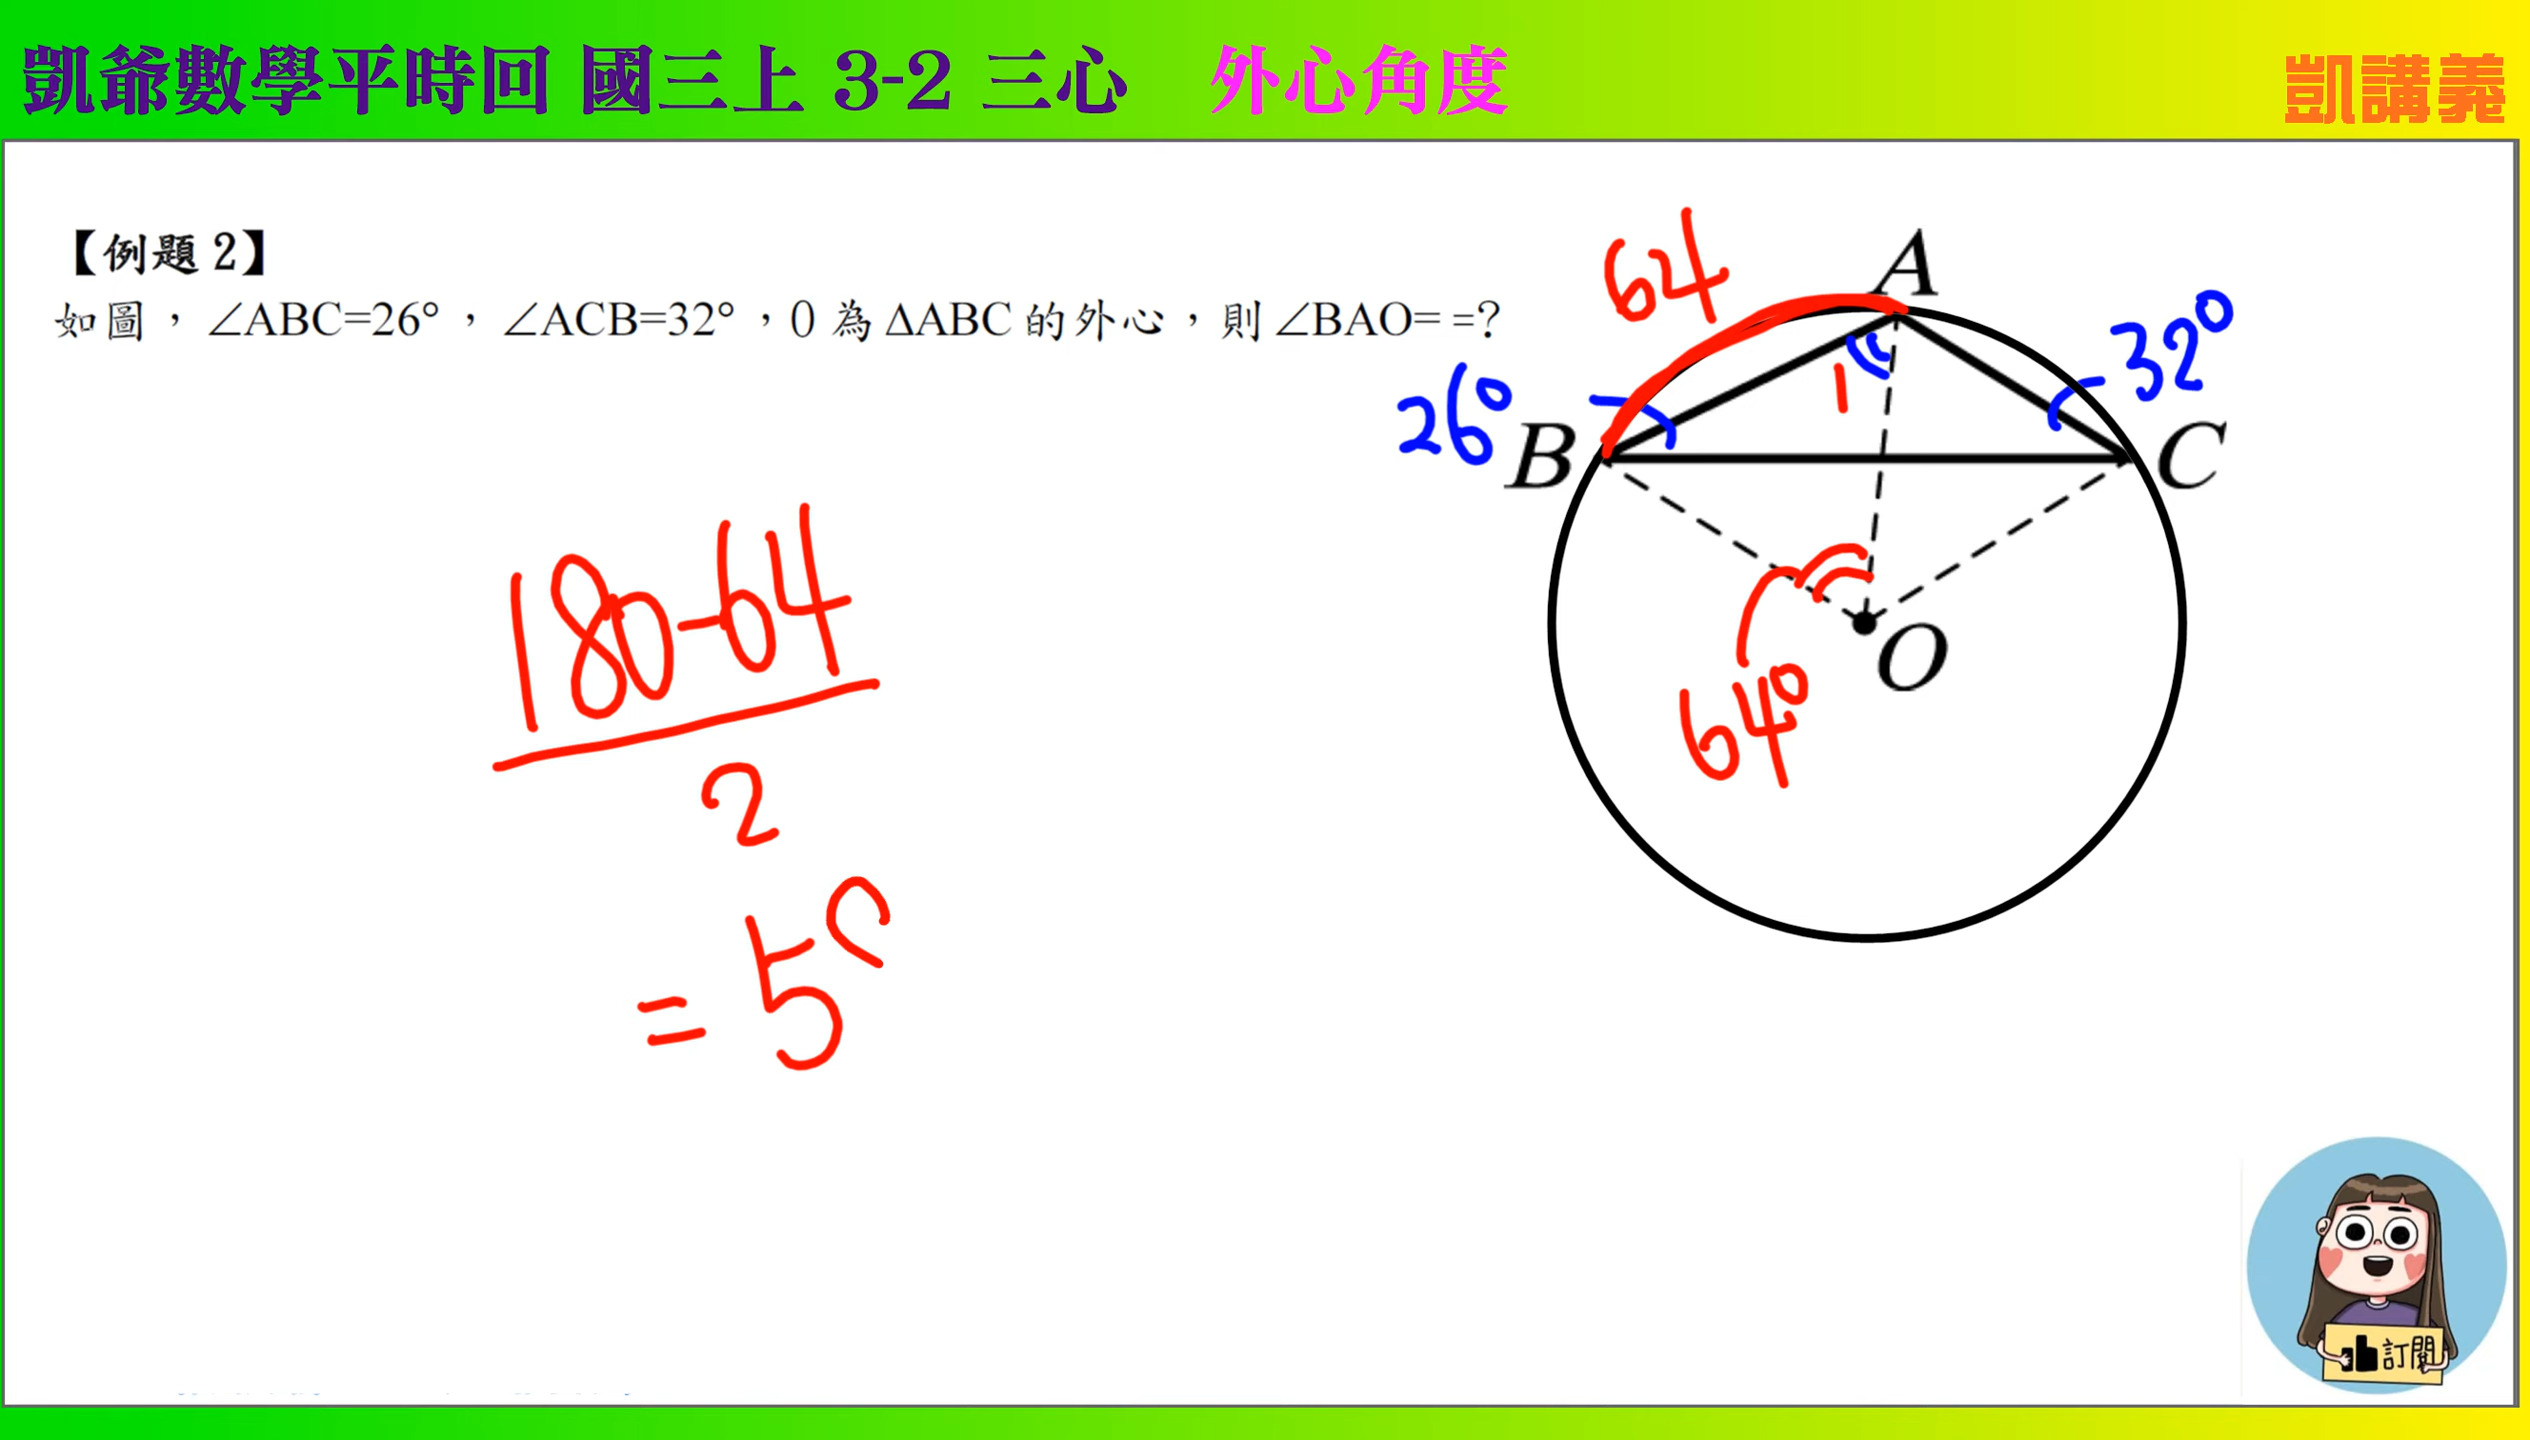 凱爺數學平時回 國三上 3-2 三心 外心角度
凱講義
【例題 2】
如圖，∠ABC=26°，∠ACB=32°，O 為 ΔABC 的外心，則 ∠BAO= =?
64
A
32°
1
26°
B
C
O
64°
180-64
2
= 5
訂閱